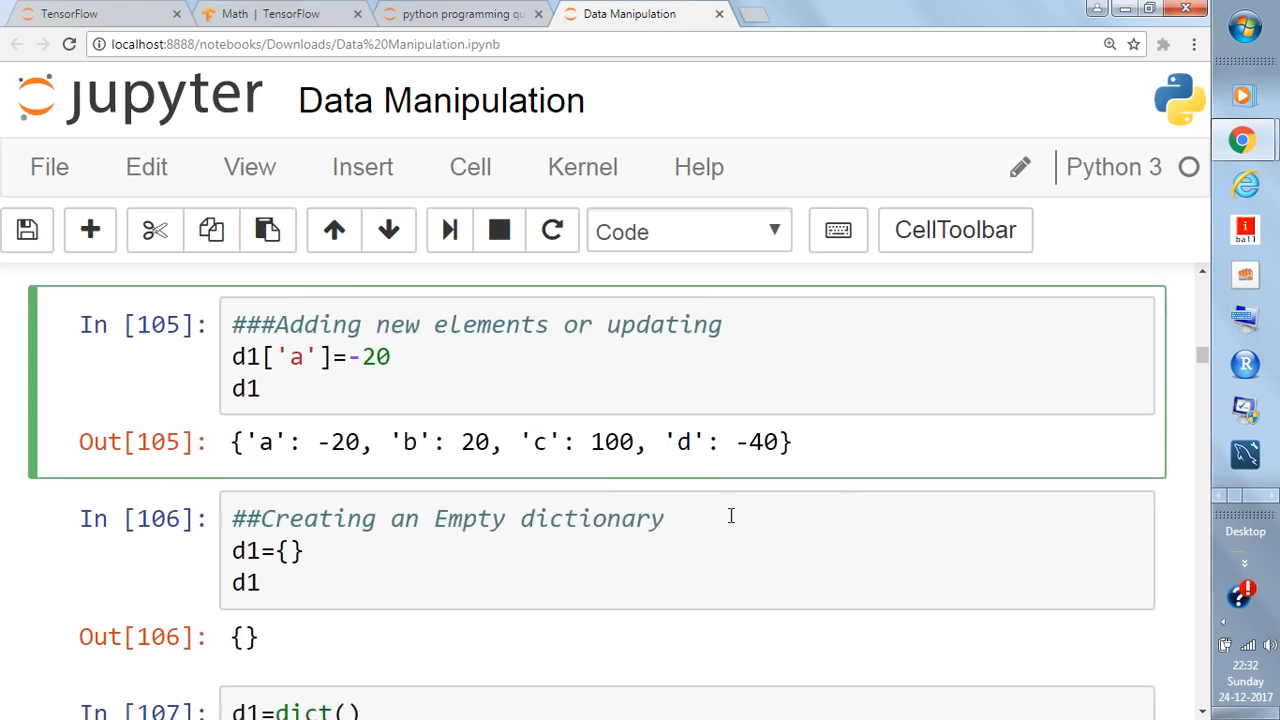 TensorFlow
Math | TensorFlow
python programming qu
Data Manipulation
localhost:8888/notebooks/Downloads/Data%20Manipulation.ipynb
jupyter Data Manipulation
File Edit View Insert Cell Kernel Help Python 3
Code CellToolbar
In [105]: ###Adding new elements or updating
d1['a']=-20
d1
Out[105]: {'a': -20, 'b': 20, 'c': 100, 'd': -40}
In [106]: ##Creating an Empty dictionary
d1={}
d1
Out[106]: {}
In [107]: d1=dict()
i
ball
R
Desktop
22:32
Sunday
24-12-2017